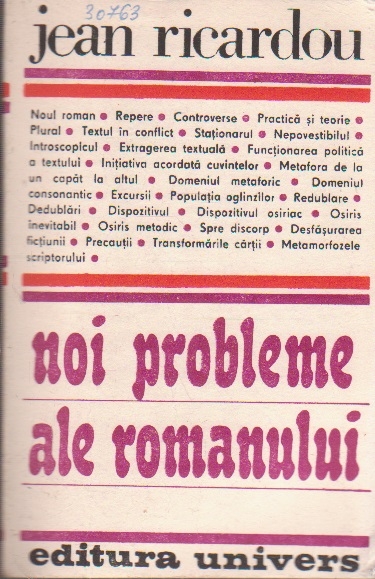 30763
jean ricardou
Noul roman ● Repere ● Controverse ● Practică și teorie ●
Plural ● Textul în conflict ● Staționarul ● Nepovestibilul ●
Introscopicul ● Extragerea textuală ● Funcționarea politică
a textului ● Inițiativa acordată cuvintelor ● Metafora de la
un capăt la altul ● Domeniul metaforic ● Domeniul
consonantic ● Excursii ● Populația oglinzilor ● Redublare ●
Dedublări ● Dispozitivul ● Dispozitivul osiriac ● Osiris
inevitabil ● Osiris metodic ● Spre discorp ● Desfășurarea
ficțiunii ● Precauții ● Transformările cărții ● Metamorfozele
scriptorului ●
noi probleme
ale romanului
editura univers